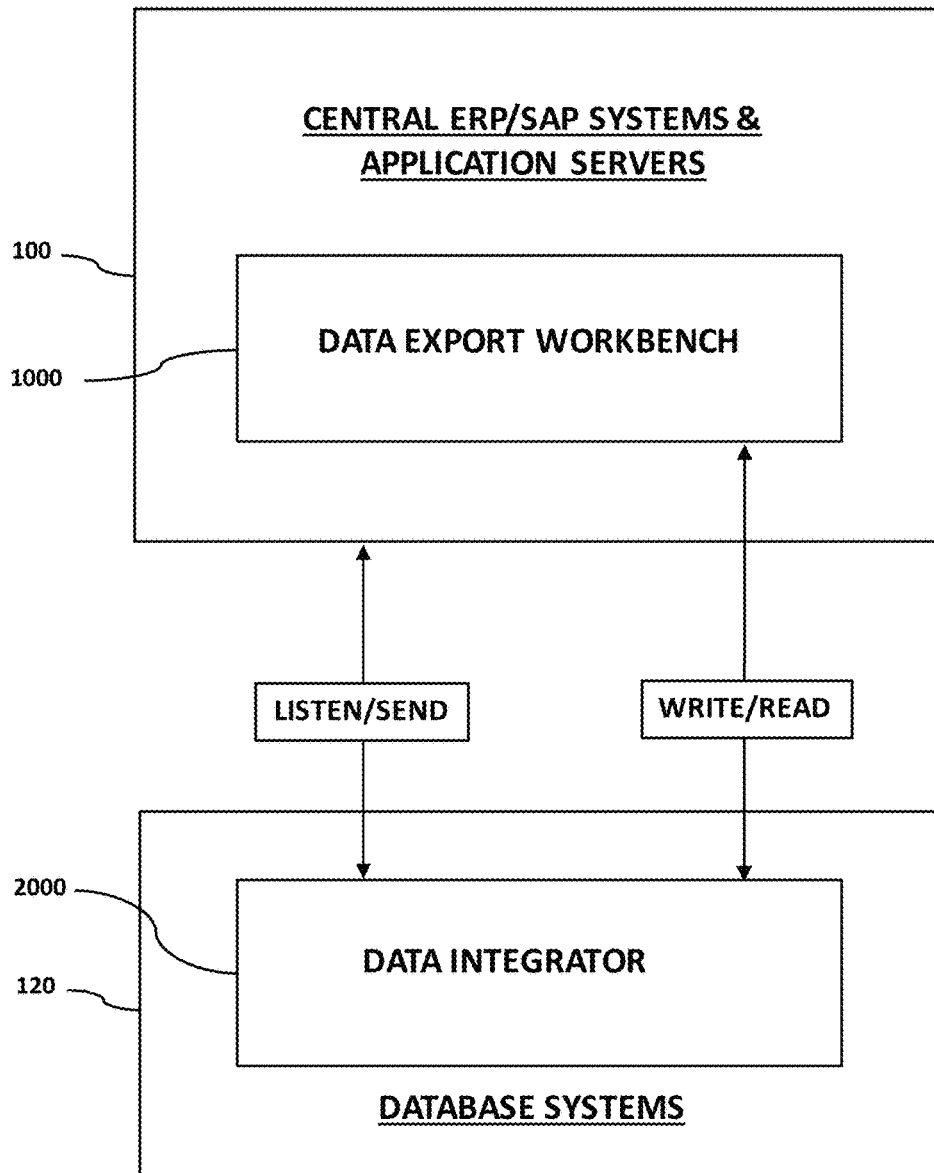 CENTRAL ERP/SAP SYSTEMS &
APPLICATION SERVERS
100
DATA EXPORT WORKBENCH
1000
LISTEN/SEND
WRITE/READ
2000
DATA INTEGRATOR
120
DATABASE SYSTEMS